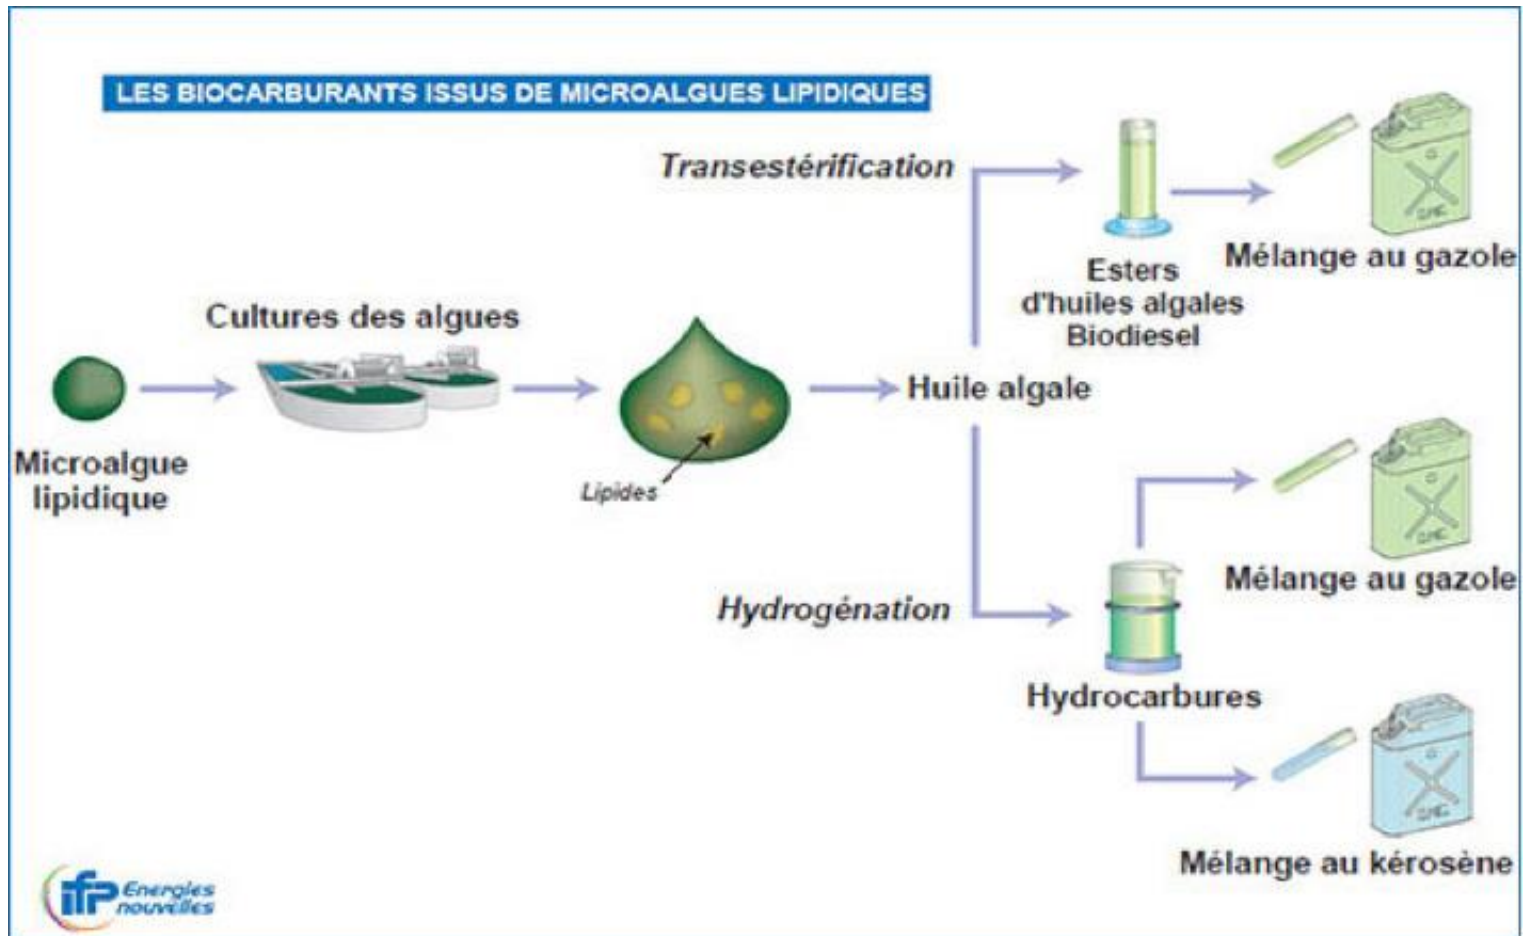 LES BIOCARBURANTS ISSUS DE MICROALGUES LIPIDIQUES
Transestérification
Esters
d'huiles algales
Biodiesel
Mélange au gazole
Cultures des algues
Microalgue
lipidique
Lipides
Huile algale
Mélange au gazole
Hydrogénation
Hydrocarbures
Mélange au kérosène
ifp Energies
nouvelles